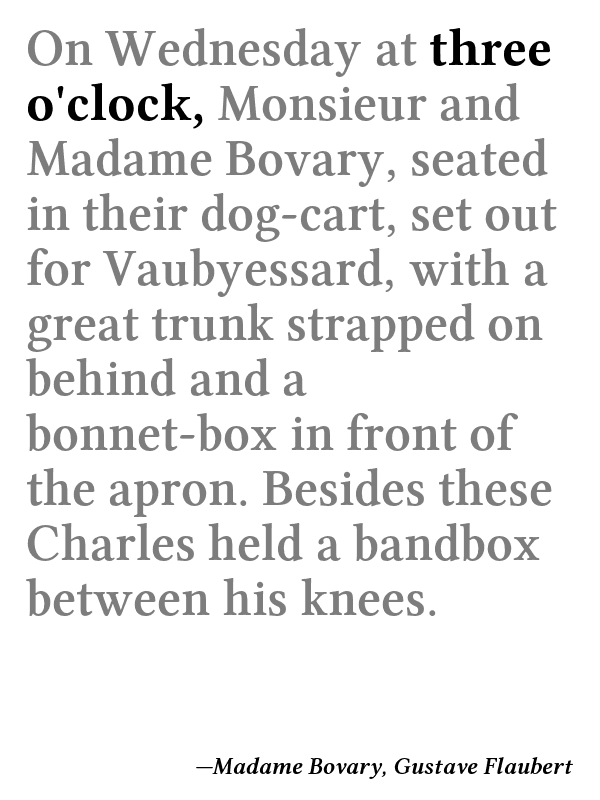 On Wednesday at three
o'clock, Monsieur and
Madame Bovary, seated
in their dog-cart, set out
for Vaubyessard, with a
great trunk strapped on
behind and a
bonnet-box in front of
the apron. Besides these
Charles held a bandbox
between his knees.
—Madame Bovary, Gustave Flaubert